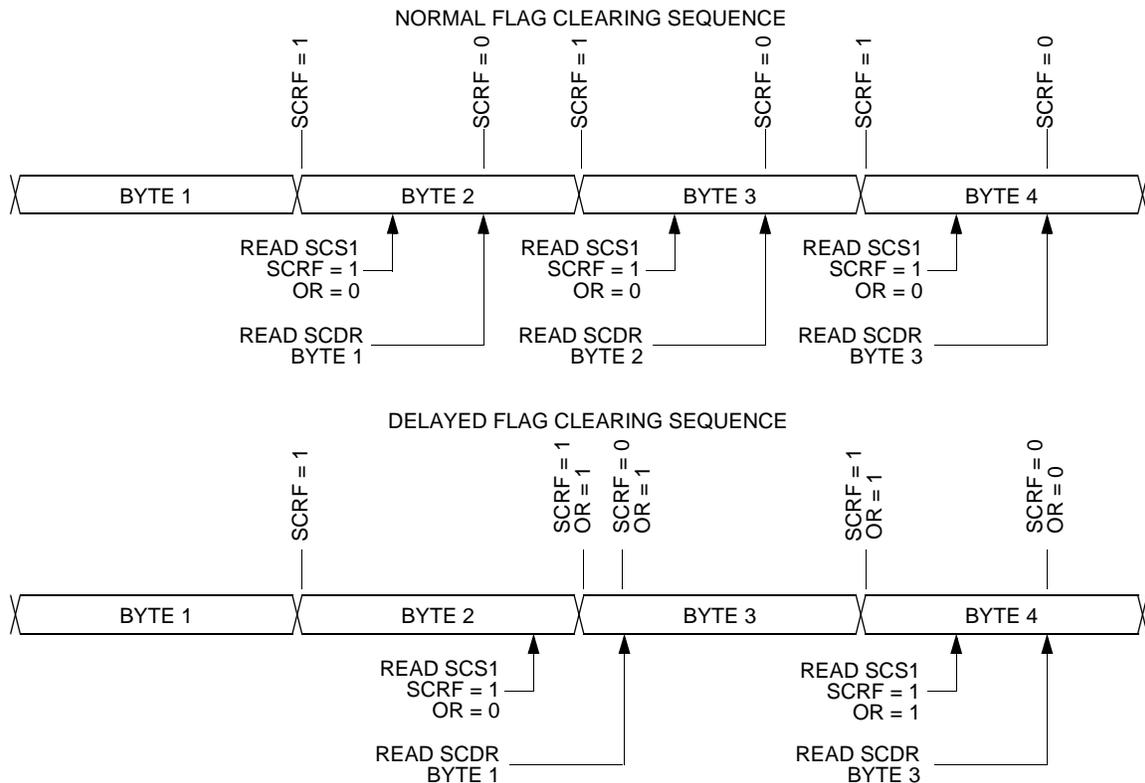 NORMAL FLAG CLEARING SEQUENCE
SCRF = 1
SCRF = 0
SCRF = 1
SCRF = 0
SCRF = 1
SCRF = 0
BYTE 1
BYTE 2
BYTE 3
BYTE 4
READ SCS1
SCRF = 1
OR = 0
READ SCS1
SCRF = 1
OR = 0
READ SCS1
SCRF = 1
OR = 0
READ SCDR
BYTE 1
READ SCDR
BYTE 2
READ SCDR
BYTE 3
DELAYED FLAG CLEARING SEQUENCE
SCRF = 1
SCRF = 1
OR = 1
SCRF = 0
OR = 1
SCRF = 1
OR = 1
SCRF = 0
OR = 0
BYTE 1
BYTE 2
BYTE 3
BYTE 4
READ SCS1
SCRF = 1
OR = 0
READ SCS1
SCRF = 1
OR = 1
READ SCDR
BYTE 1
READ SCDR
BYTE 3